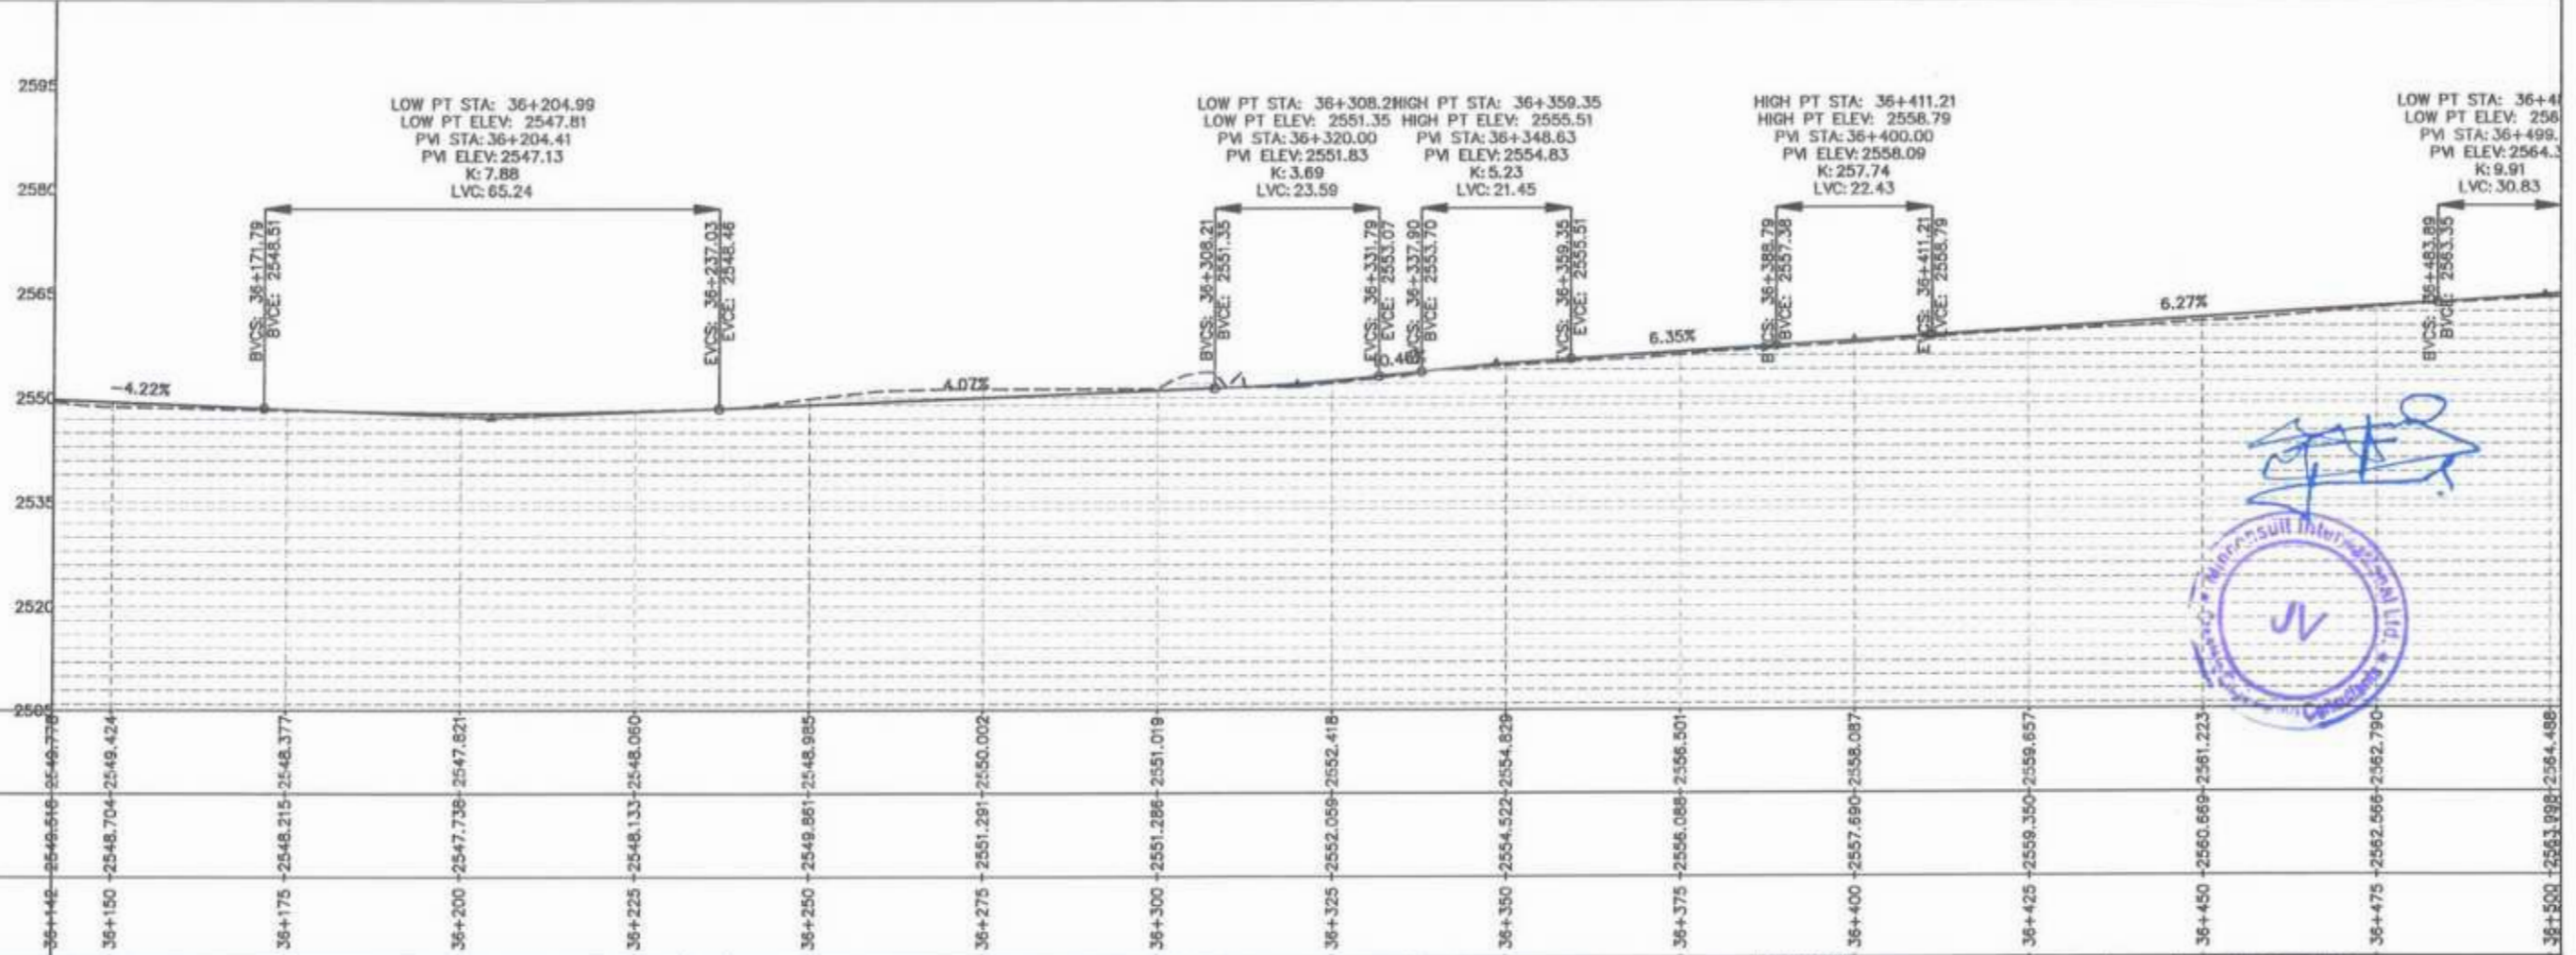 2595
2580
2565
2550
2535
2520
2505
LOW PT STA: 36+204.99
LOW PT ELEV: 2547.81
PVI STA:36+204.41
PVI ELEV:2547.13
K:7.88
LVC:65.24
LOW PT STA: 36+308.21
LOW PT ELEV: 2551.35
PVI STA:36+320.00
PVI ELEV:2551.83
K:3.69
LVC:23.59
HIGH PT STA: 36+359.35
HIGH PT ELEV: 2555.51
PVI STA:36+348.63
PVI ELEV:2554.83
K:5.23
LVC:21.45
HIGH PT STA: 36+411.21
HIGH PT ELEV: 2558.79
PVI STA:36+400.00
PVI ELEV:2558.09
K:257.74
LVC:22.43
LOW PT STA: 36+4
LOW PT ELEV: 256
PVI STA:36+499.
PVI ELEV:2564.
K:9.91
LVC:30.83
BVCS: 36+171.79
BVCE: 2548.51
EVCS: 36+237.03
EVCE: 2548.46
BVCS: 36+308.21
BVCE: 2551.35
EVCS: 36+331.79
EVCE: 2553.07
BVCS: 36+337.90
BVCE: 2553.70
EVCS: 36+359.35
EVCE: 2555.51
BVCS: 36+388.79
BVCE: 2557.38
EVCS: 36+411.21
EVCE: 2558.79
BVCS: 36+483.89
BVCE: 2563.35
-4.22%
4.07%
6.35%
6.27%
International Ltd.
JV
2549.778
2549.424
2548.377
2547.821
2548.060
2548.985
2550.002
2551.019
2552.418
2554.829
2556.501
2558.087
2559.657
2561.223
2562.790
2564.488
2549.516
2548.704
2548.215
2547.738
2548.133
2549.861
2551.291
2551.286
2552.059
2554.522
2556.088
2557.690
2559.350
2560.669
2562.566
2563.998
36+142
36+150
36+175
36+200
36+225
36+250
36+275
36+300
36+325
36+350
36+375
36+400
36+425
36+450
36+475
36+500